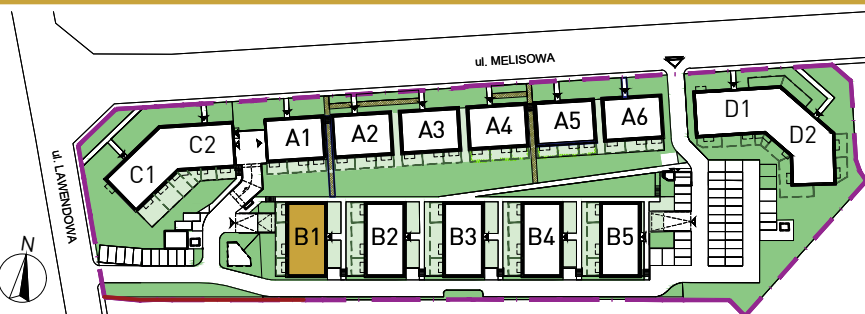 ul. MELISOWA
ul. LAWENDOWA
C1
C2
A1
A2
A3
A4
A5
A6
D1
D2
B1
B2
B3
B4
B5
N